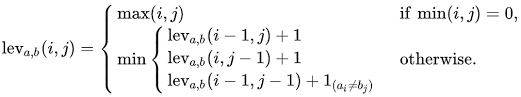 lev_{a,b}(i, j) = { max(i, j) if min(i, j) = 0,
min { lev_{a,b}(i − 1, j) + 1
lev_{a,b}(i, j − 1) + 1 otherwise.
lev_{a,b}(i − 1, j − 1) + 1_{(a_i ≠ b_j)}